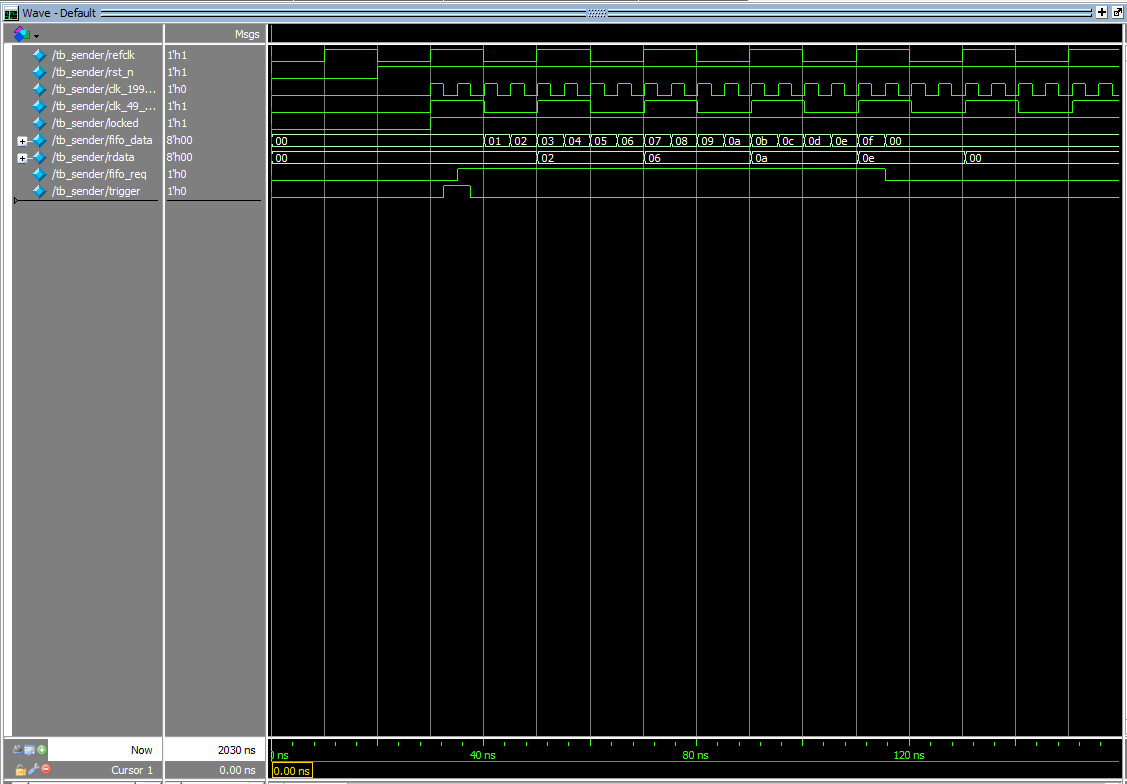 Wave - Default
Msgs
/tb_sender/refclk 1'h1
/tb_sender/rst_n 1'h1
/tb_sender/clk_199... 1'h0
/tb_sender/clk_49_... 1'h1
/tb_sender/locked 1'h1
/tb_sender/fifo_data 8'h00 00 01 02 03 04 05 06 07 08 09 0a 0b 0c 0d 0e 0f 00
/tb_sender/rdata 8'h00 00 02 06 0a 0e 00
/tb_sender/fifo_req 1'h0
/tb_sender/trigger 1'h0
Now 2030 ns ns 40 ns 80 ns 120 ns
Cursor 1 0.00 ns 0.00 ns